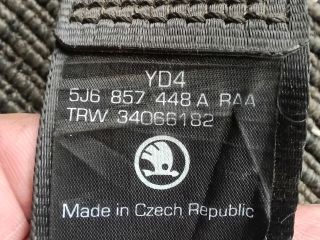 YD4
5J6 857 448 A RAA
TRW 34066182
Made in Czech Republic